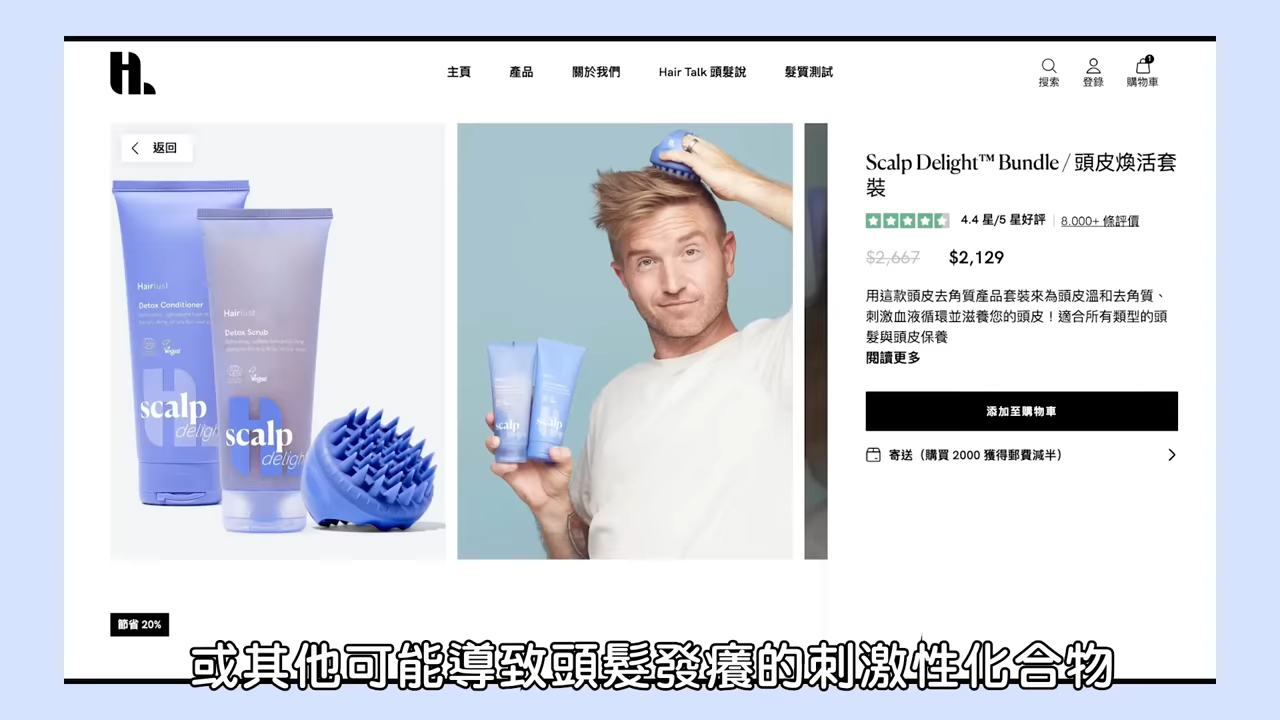 H.
主頁 產品 關於我們 Hair Talk 頭髮說 髮質測試
搜索 登錄 購物車
1
返回
Hairlust
Detox Conditioner
Vegan
scalp
Hairlust
Detox Scrub
Vegan
scalp
scalp
scalp
Scalp Delight™ Bundle / 頭皮煥活套
裝
4.4 星/5 星好評 8.000+ 條評價
$2,667 $2,129
用這款頭皮去角質產品套裝來為頭皮溫和去角質、
刺激血液循環並滋養您的頭皮！適合所有類型的頭
髮與頭皮保養
閱讀更多
添加至購物車
寄送（購買 2000 獲得郵費減半）
節省 20%
或其他可能導致頭髮發癢的刺激性化合物